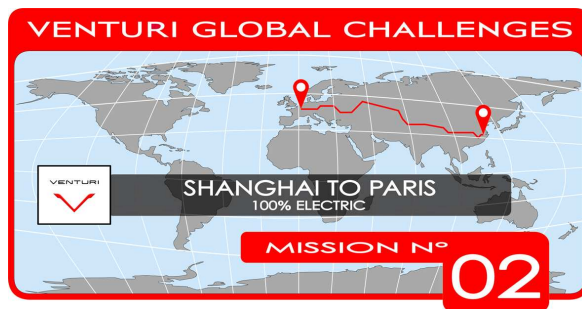 VENTURI GLOBAL CHALLENGES
VENTURI
SHANGHAI TO PARIS
100% ELECTRIC
MISSION Nº
02